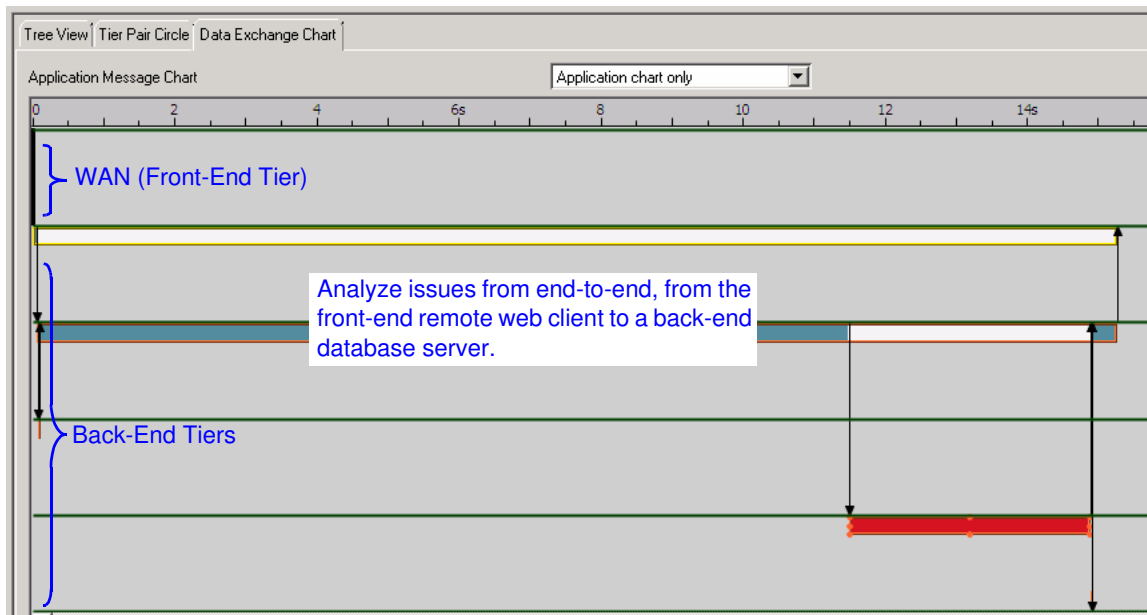 Tree View Tier Pair Circle Data Exchange Chart
Application Message Chart Application chart only
0 2 4 6s 8 10 12 14s
WAN (Front-End Tier)
Analyze issues from end-to-end, from the
front-end remote web client to a back-end
database server.
Back-End Tiers